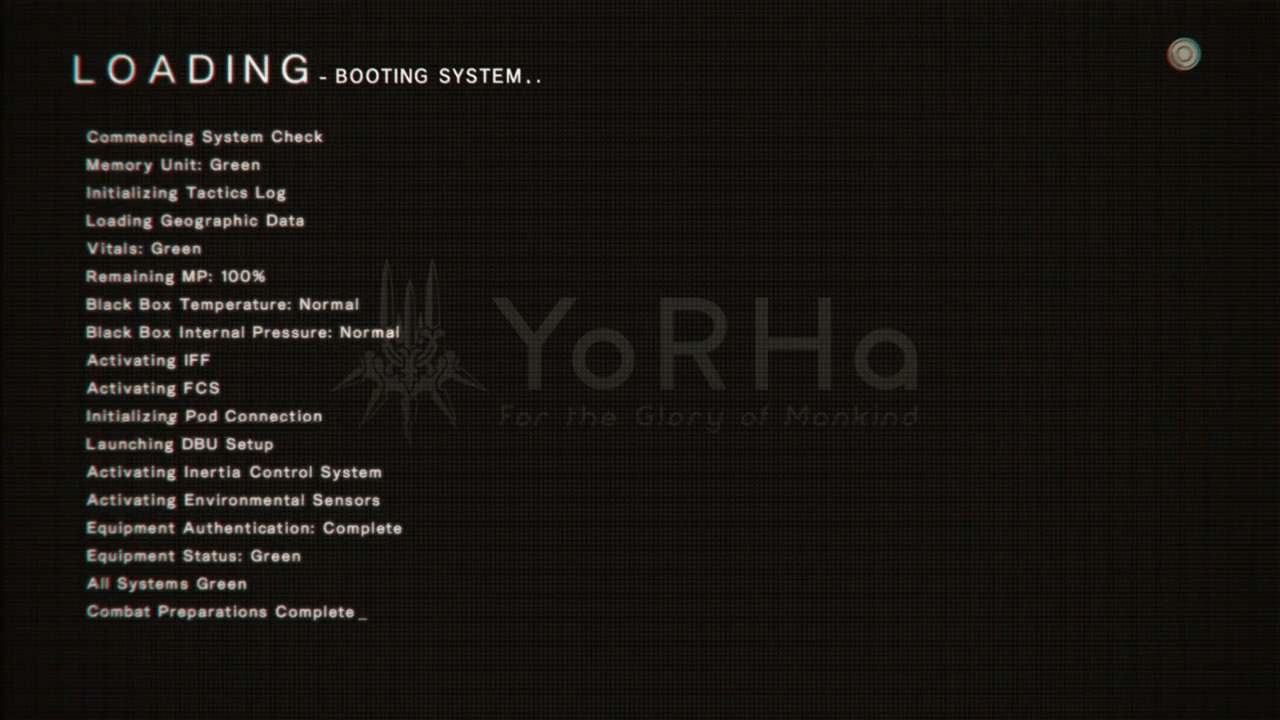 LOADING - BOOTING SYSTEM..
Commencing System Check
Memory Unit: Green
Initializing Tactics Log
Loading Geographic Data
Vitals: Green
Remaining MP: 100%
Black Box Temperature: Normal
Black Box Internal Pressure: Normal
Activating IFF
Activating FCS
Initializing Pod Connection
Launching DBU Setup
Activating Inertia Control System
Activating Environmental Sensors
Equipment Authentication: Complete
Equipment Status: Green
All Systems Green
Combat Preparations Complete_
YoRHa
For the Glory of Mankind